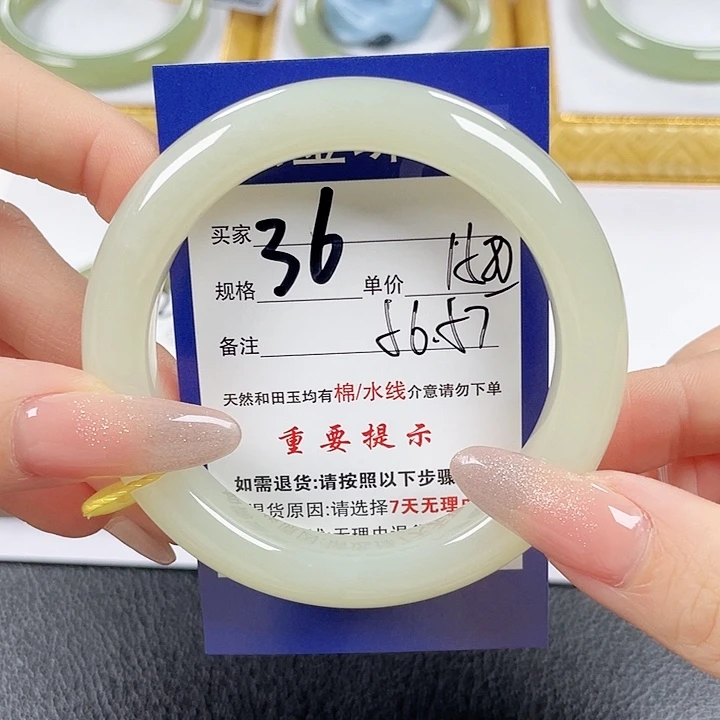 买家 36
规格 单价
备注 56.57
天然和田玉均有棉/水线介意请勿下单
重要提示
如需退货:请按照以下步骤
退货原因:请选择7天无理由